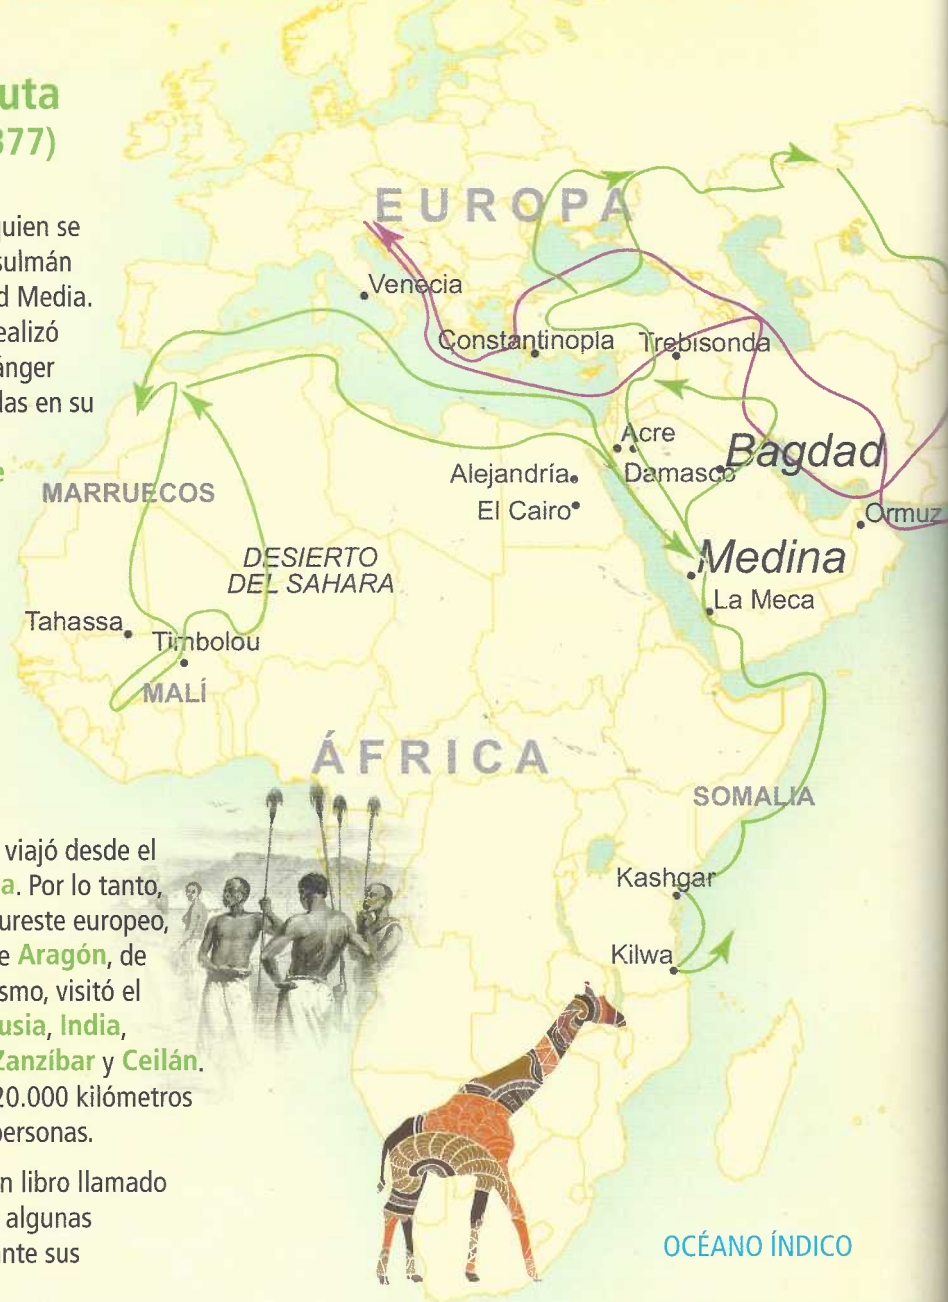 uta
377)
uien se
sulmán
d Media.
ealizó
ánger
das en su
e
EUROPA
Venecia
Constantinopla
Trebisonda
Acre
Bagdad
Alejandría
Damasco
El Cairo
Ormuz
MARRUECOS
DESIERTO
DEL SAHARA
Medina
La Meca
Tahassa
Timbolou
MALÍ
ÁFRICA
SOMALIA
Kashgar
Kilwa
viajó desde el
a. Por lo tanto,
ureste europeo,
e Aragón, de
smo, visitó el
usia, India,
Zanzíbar y Ceilán.
20.000 kilómetros
personas.
n libro llamado
algunas
nte sus
OCÉANO ÍNDICO